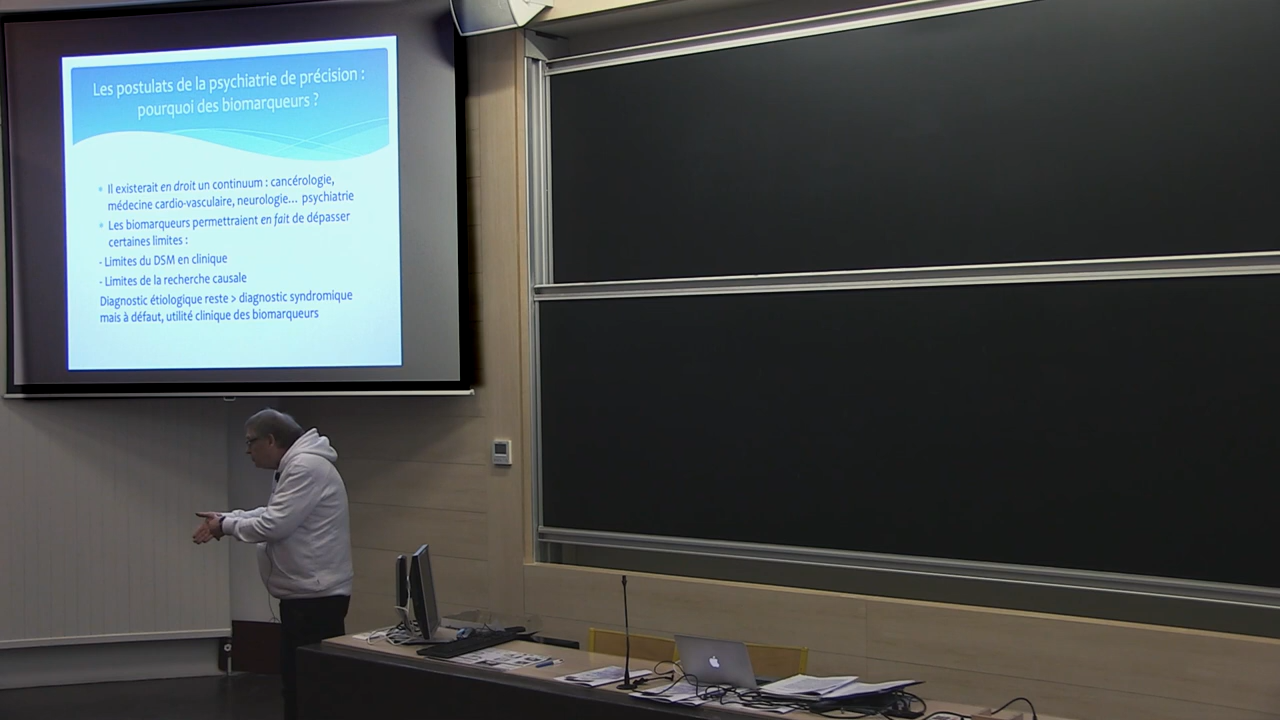 Les postulats de la psychiatrie de précision :
pourquoi des biomarqueurs ?
• Il existerait en droit un continuum : cancérologie,
médecine cardio-vasculaire, neurologie... psychiatrie
• Les biomarqueurs permettraient en fait de dépasser
certaines limites :
- Limites du DSM en clinique
- Limites de la recherche causale
Diagnostic étiologique reste > diagnostic syndromique
mais à défaut, utilité clinique des biomarqueurs